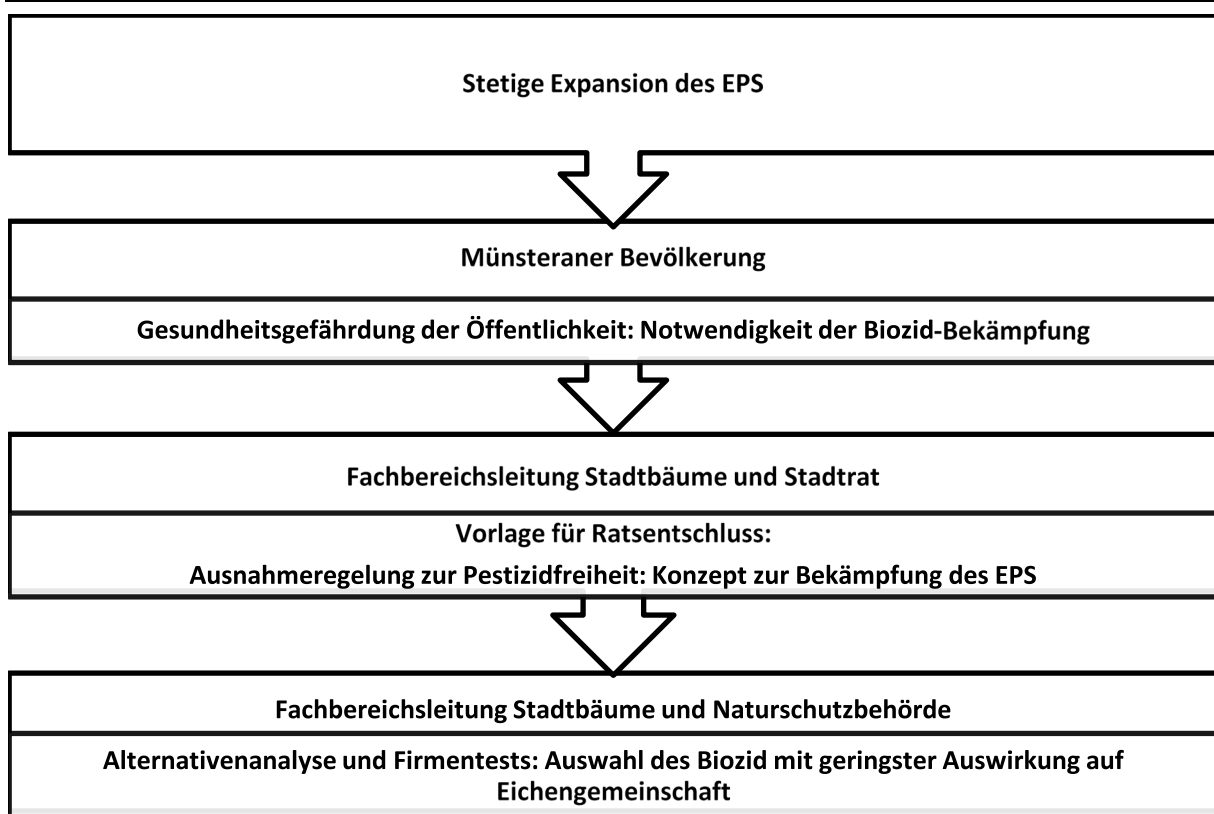 Stetige Expansion des EPS
Münsteraner Bevölkerung
Gesundheitsgefährdung der Öffentlichkeit: Notwendigkeit der Biozid-Bekämpfung
Fachbereichsleitung Stadtbäume und Stadtrat
Vorlage für Ratsentschluss:
Ausnahmeregelung zur Pestizidfreiheit: Konzept zur Bekämpfung des EPS
Fachbereichsleitung Stadtbäume und Naturschutzbehörde
Alternativenanalyse und Firmentests: Auswahl des Biozid mit geringster Auswirkung auf
Eichengemeinschaft